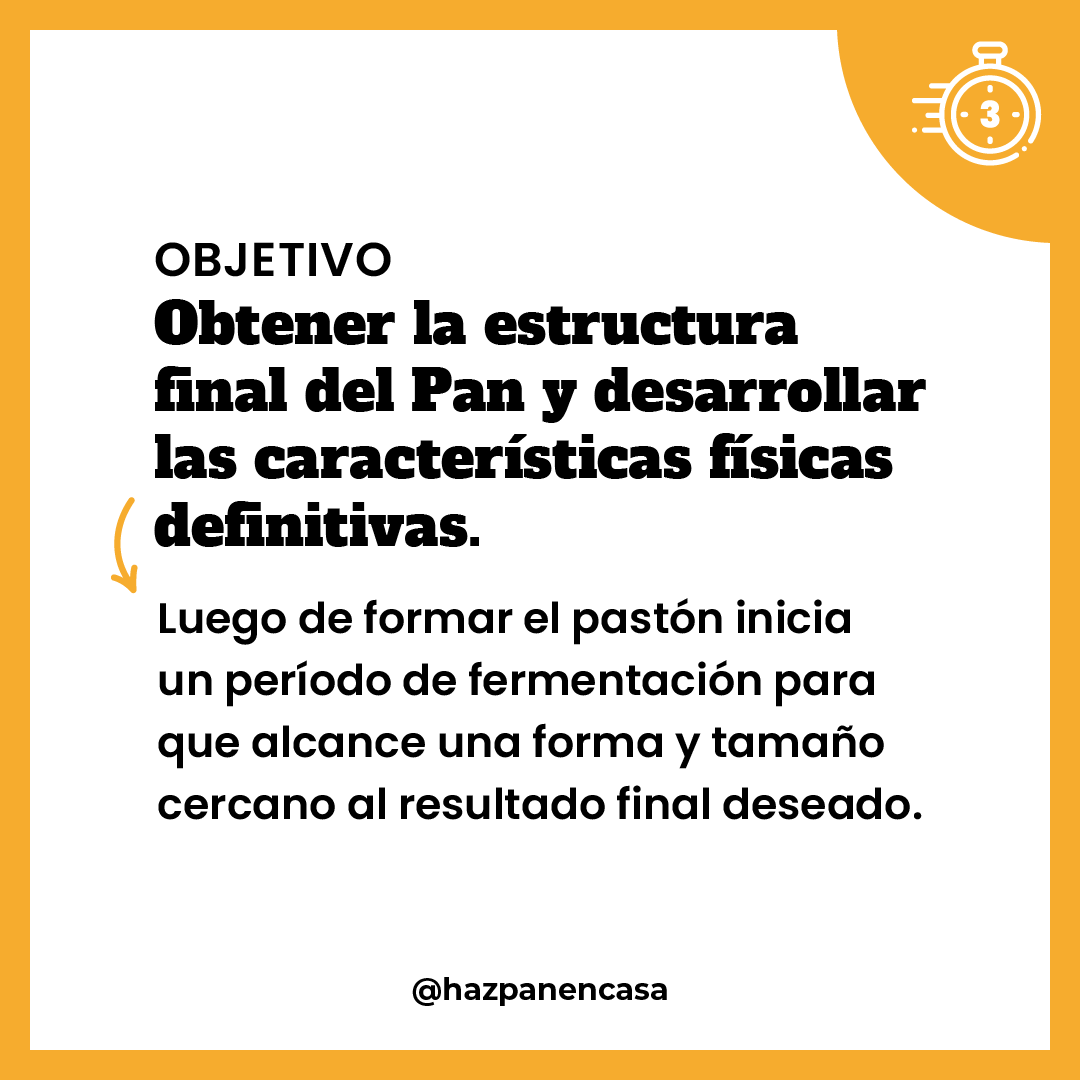 3
OBJETIVO
Obtener la estructura
final del Pan y desarrollar
las características físicas
definitivas.
Luego de formar el pastón inicia
un período de fermentación para
que alcance una forma y tamaño
cercano al resultado final deseado.
@hazpanencasa